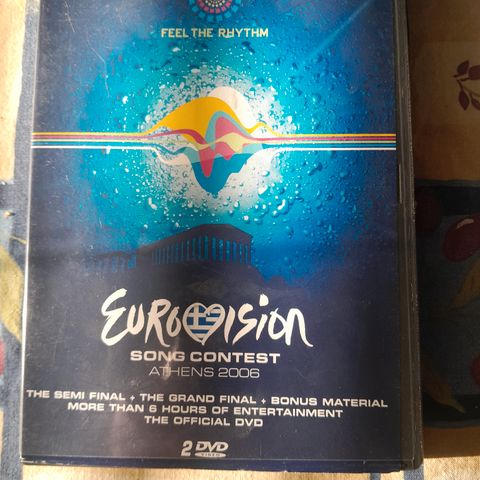 FEEL THE RHYTHM
EUROVISION
SONG CONTEST
ATHENS 2006
THE SEMI FINAL + THE GRAND FINAL + BONUS MATERIAL
MORE THAN 6 HOURS OF ENTERTAINMENT
THE OFFICIAL DVD
2 DVD
VIDEO